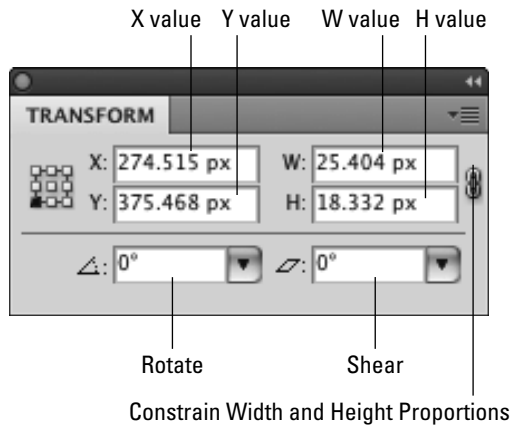 X value Y value W value H value
TRANSFORM
X: 274.515 px W: 25.404 px
Y: 375.468 px H: 18.332 px
0° 0°
Rotate Shear
Constrain Width and Height Proportions